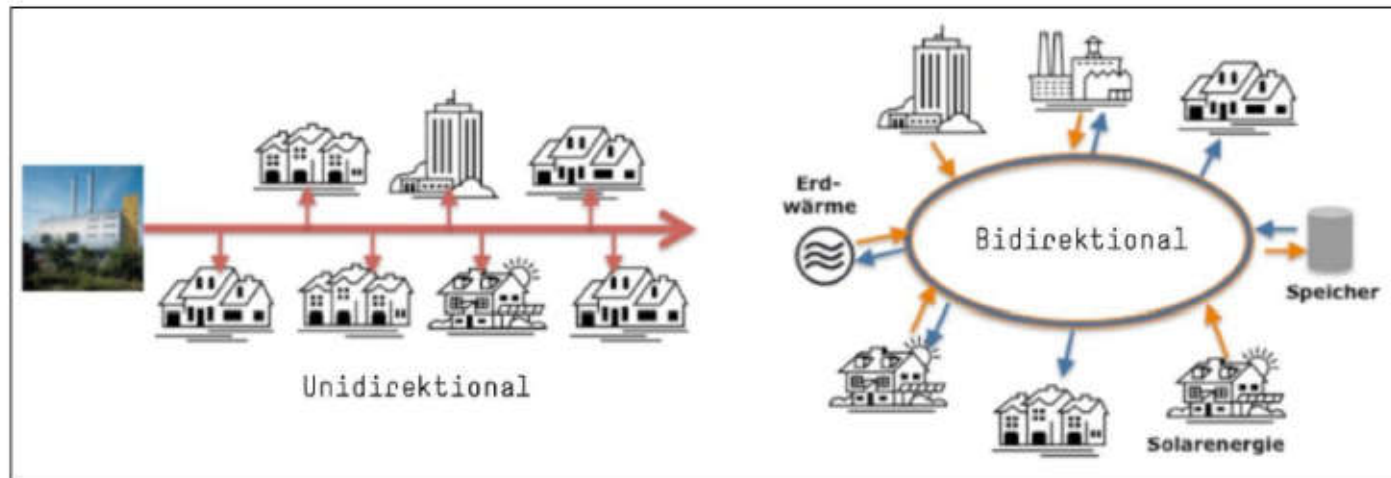 Unidirektional
Erd-
wärme
Bidirektional
Speicher
Solarenergie